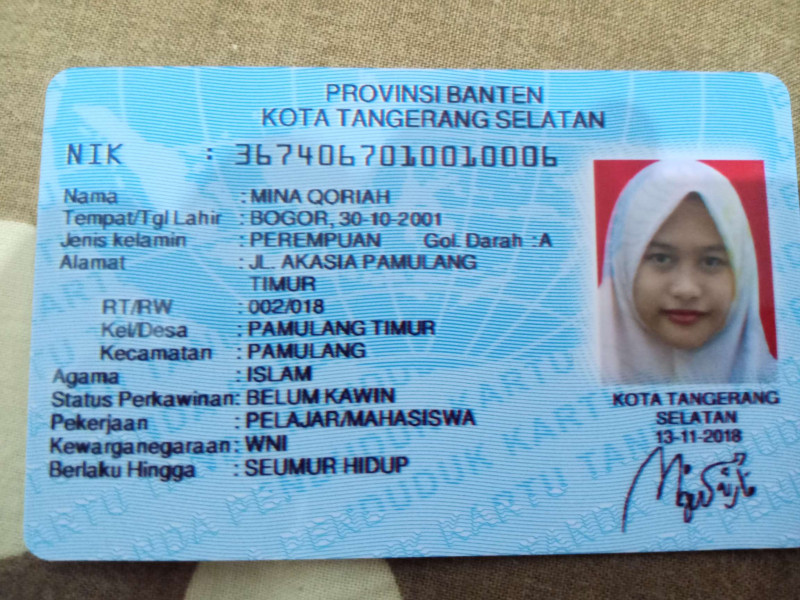 PROVINSI BANTEN
KOTA TANGERANG SELATAN
NIK : 3674067010010006
Nama : MINA QORIAH
Tempat/Tgl Lahir : BOGOR, 30-10-2001
Jenis kelamin : PEREMPUAN Gol. Darah : A
Alamat : JL. AKASIA PAMULANG
TIMUR
RT/RW : 002/018
Kel/Desa : PAMULANG TIMUR
Kecamatan : PAMULANG
Agama : ISLAM
Status Perkawinan: BELUM KAWIN
Pekerjaan : PELAJAR/MAHASISWA
Kewarganegaraan: WNI
Berlaku Hingga : SEUMUR HIDUP
KOTA TANGERANG
SELATAN
13-11-2018
KARTU TANDA PENDUDUK